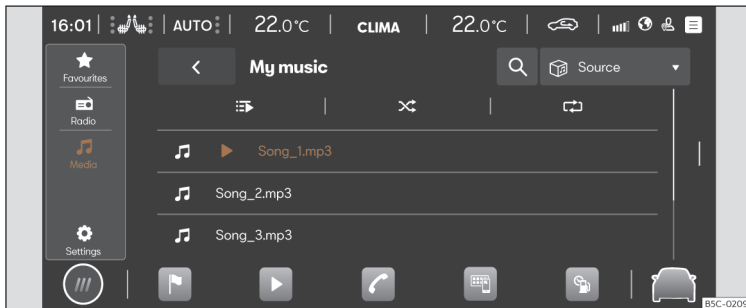 16:01 AUTO 22.0°C CLIMA 22.0°C
Favourites
My music
Source
Radio
Song_1.mp3
Media
Song_2.mp3
Song_3.mp3
Settings
B5C-0209